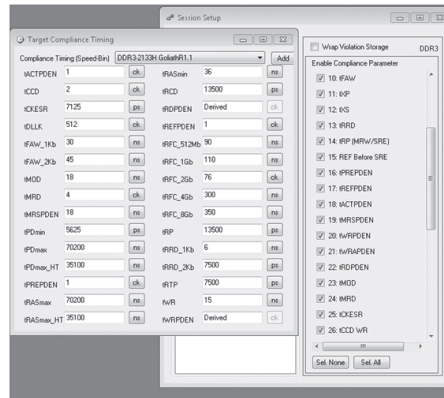 Session Setup
Target Compliance Timing
Compliance Timing (Speed-Bin) DDR3-2133H GoliathR1.1 Add
tACTPDEN 1 ck tRASmin 36 ns
tCCD 2 ck tRCD 13500 ps
tCKESR 7125 ps tRDPDEN Derived ck
tDLLK 512 ck tREFPDEN 1 ck
tFAW_1Kb 30 ns tRFC_512Mb 90 ns
tFAW_2Kb 45 ns tRFC_1Gb 110 ns
tMOD 18 ns tRFC_2Gb 76 ck
tMRD 4 ck tRFC_4Gb 300 ns
tMRSPDEN 18 ns tRFC_8Gb 350 ns
tPDmin 5625 ps tRP 13500 ps
tPDmax 70200 ns tRRD_1Kb 6 ns
tPDmax_HT 35100 ns tRRD_2Kb 7500 ps
tPREPDEN 1 ck tRTP 7500 ps
tRASmax 70200 ns tWR 15 ns
tRASmax_HT 35100 ns tWRPDEN Derived ck
Wrap Violation Storage DDR3
Enable Compliance Parameter
10: tFAW
11: tXP
12: tXS
13: tRRD
14: tRP (MRW/SRE)
15: REF Before SRE
16: tPREPDEN
17: tREFPDEN
18: tACTPDEN
19: tMRSPDEN
20: tWRPDEN
21: tWRAPDEN
22: tRDPDEN
23: tMOD
24: tMRD
25: tCKESR
26: tCCD WR
Sel. None Sel. All